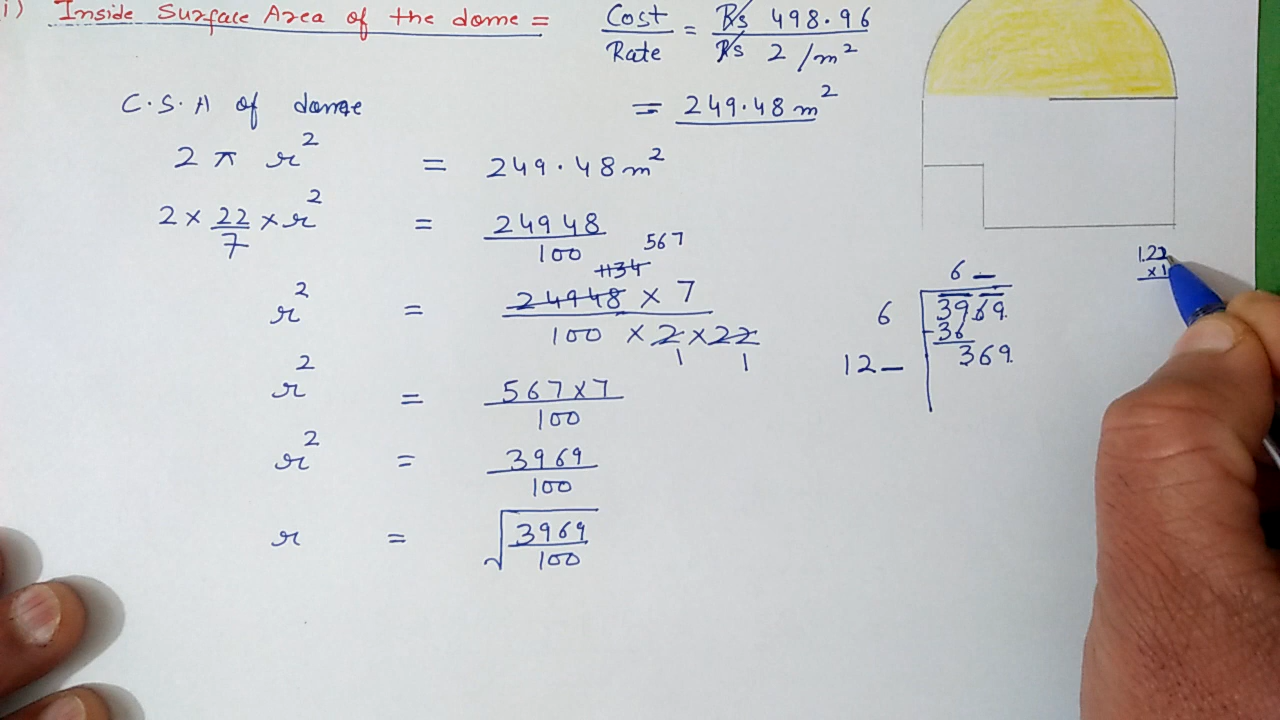 i) Inside Surface Area of the dome = Cost / Rate = Rs 498.96 / Rs 2 /m²
= 249.48 m²
C.S.A of dome
2 π r² = 249.48 m²
2 × 22/7 × r² = 24948/100
r² = 24948 × 7 / 100 × 2 × 22
1134 567
1 1
r² = 567×7 / 100
r² = 3969 / 100
r = √3969/100
6 _
6 3969
-36
12 _ 369
122
×1